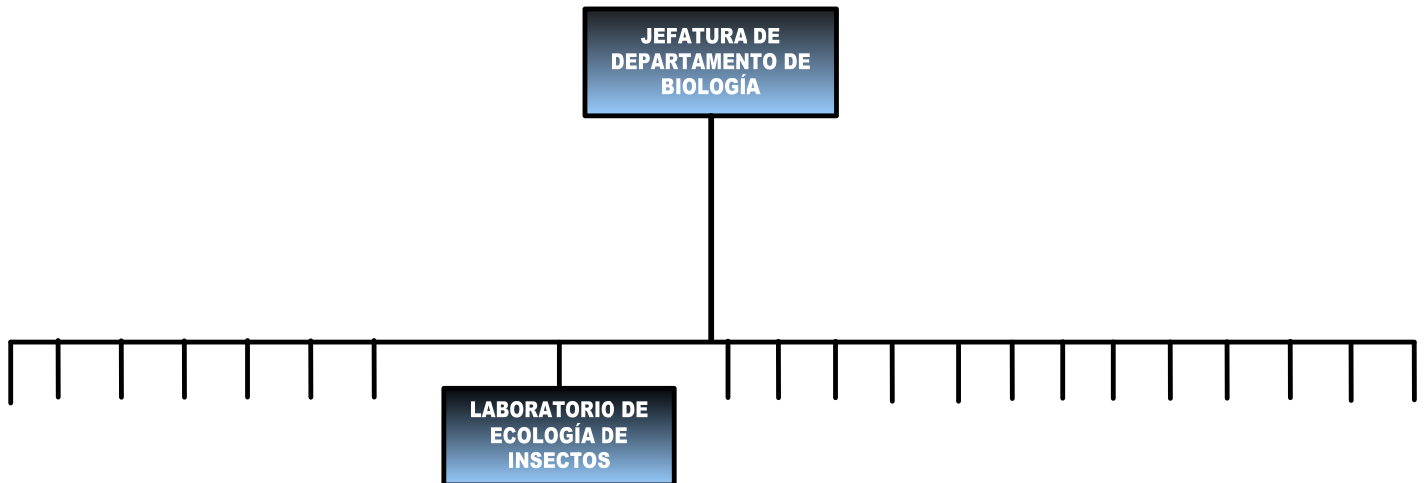 JEFATURA DE
DEPARTAMENTO DE
BIOLOGÍA
LABORATORIO DE
ECOLOGÍA DE
INSECTOS